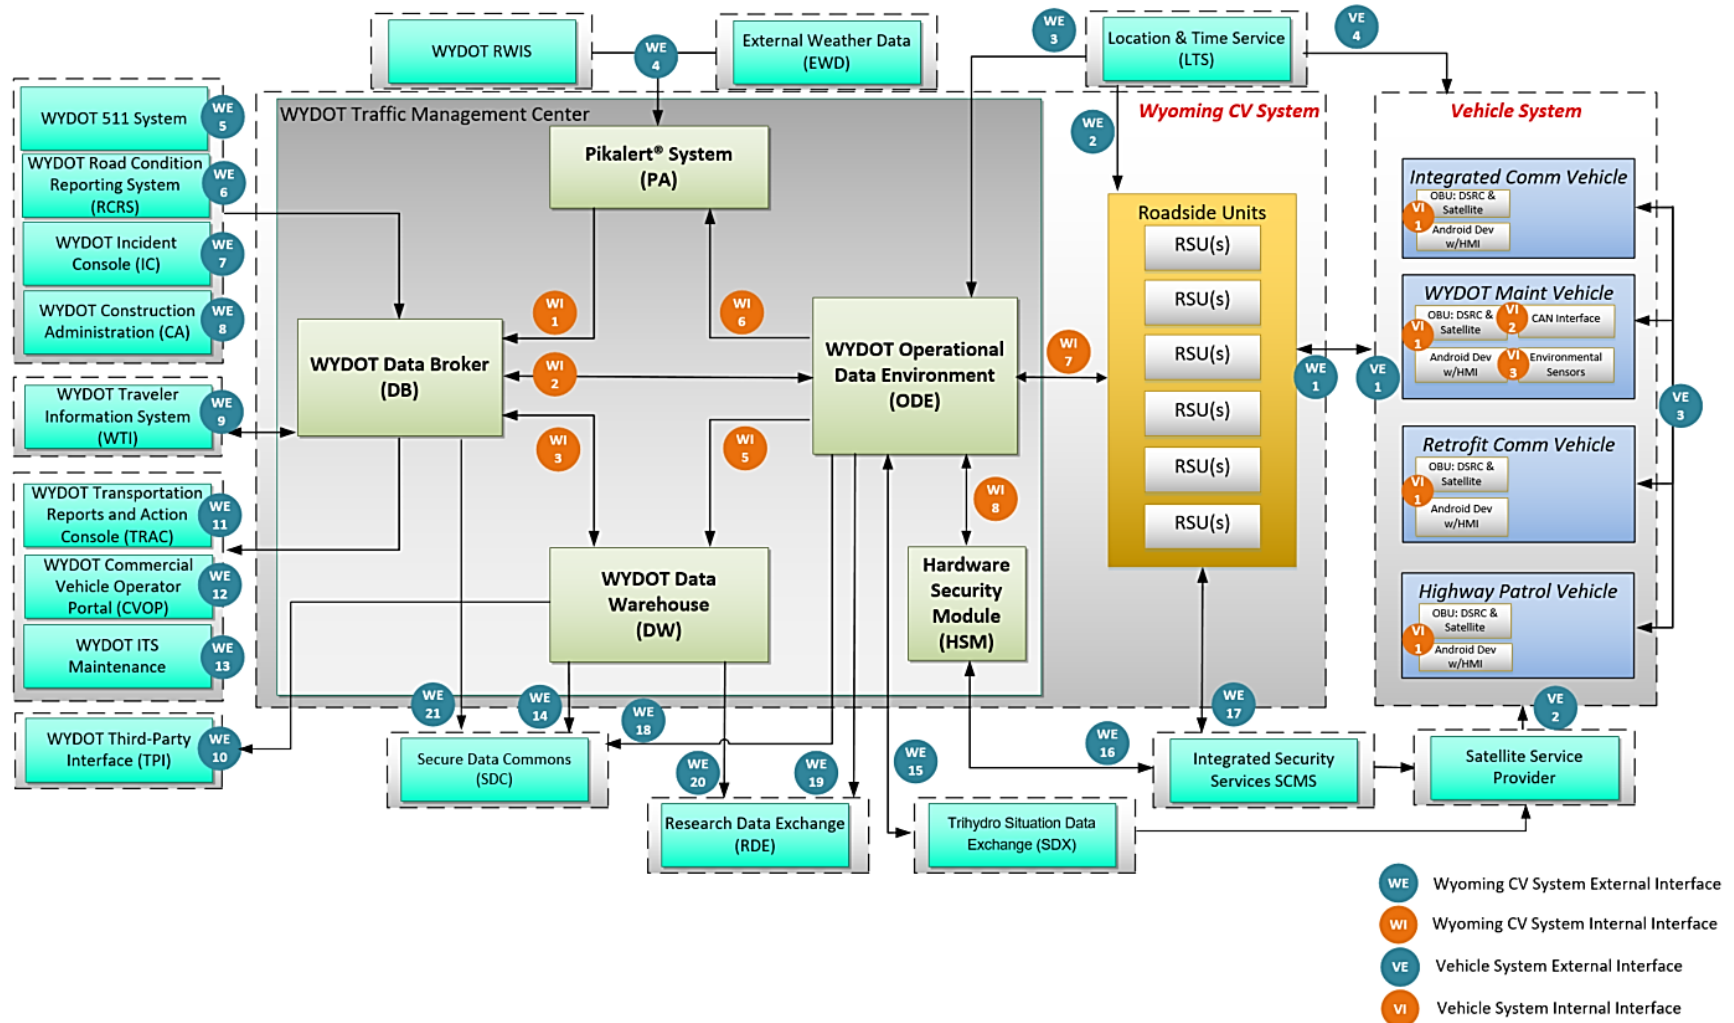 WYDOT RWIS
WE
4
External Weather Data
(EWD)
WE
3
Location & Time Service
(LTS)
VE
4
WYDOT 511 System
WE
5
WYDOT Road Condition
Reporting System
(RCRS)
WE
6
WYDOT Incident
Console (IC)
WE
7
WYDOT Construction
Administration (CA)
WE
8
WYDOT Traveler
Information System
(WTI)
WE
9
WYDOT Transportation
Reports and Action
Console (TRAC)
WE
11
WYDOT Commercial
Vehicle Operator
Portal (CVOP)
WE
12
WYDOT ITS
Maintenance
WE
13
WYDOT Third-Party
Interface (TPI)
WE
10
WYDOT Traffic Management Center
Pikalert® System
(PA)
WI
1
WI
6
WYDOT Data Broker
(DB)
WI
2
WYDOT Operational
Data Environment
(ODE)
WI
7
WI
3
WI
5
WI
8
WYDOT Data
Warehouse
(DW)
Hardware
Security
Module
(HSM)
Wyoming CV System
WE
2
Roadside Units
RSU(s)
RSU(s)
RSU(s)
RSU(s)
RSU(s)
RSU(s)
WE
1
VE
1
Vehicle System
Integrated Comm Vehicle
OBU: DSRC &
Satellite
VI
1
Android Dev
w/HMI
WYDOT Maint Vehicle
OBU: DSRC &
Satellite
VI
2
CAN Interface
VI
1
Android Dev
w/HMI
VI
3
Environmental
Sensors
VE
3
Retrofit Comm Vehicle
OBU: DSRC &
Satellite
VI
1
Android Dev
w/HMI
Highway Patrol Vehicle
OBU: DSRC &
Satellite
VI
1
Android Dev
w/HMI
WE
21
WE
14
WE
18
WE
20
WE
19
WE
15
WE
16
WE
17
VE
2
Secure Data Commons
(SDC)
Research Data Exchange
(RDE)
Trihydro Situation Data
Exchange (SDX)
Integrated Security
Services SCMS
Satellite Service
Provider
WE
Wyoming CV System External Interface
WI
Wyoming CV System Internal Interface
VE
Vehicle System External Interface
VI
Vehicle System Internal Interface